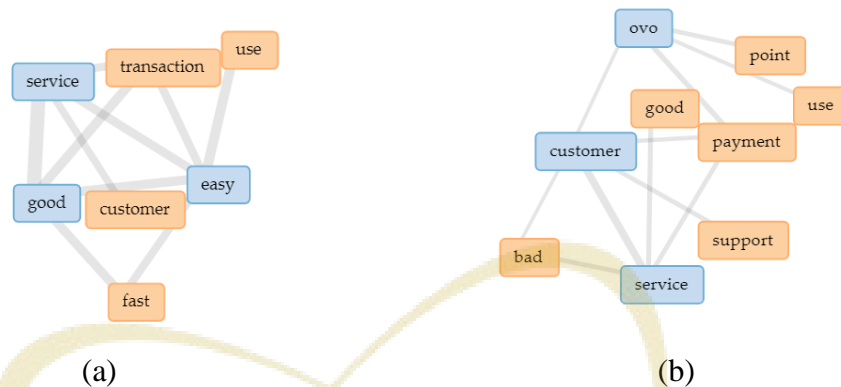 use
transaction
service
easy
good
customer
fast
(a)
ovo
point
use
good
payment
customer
support
bad
service
(b)